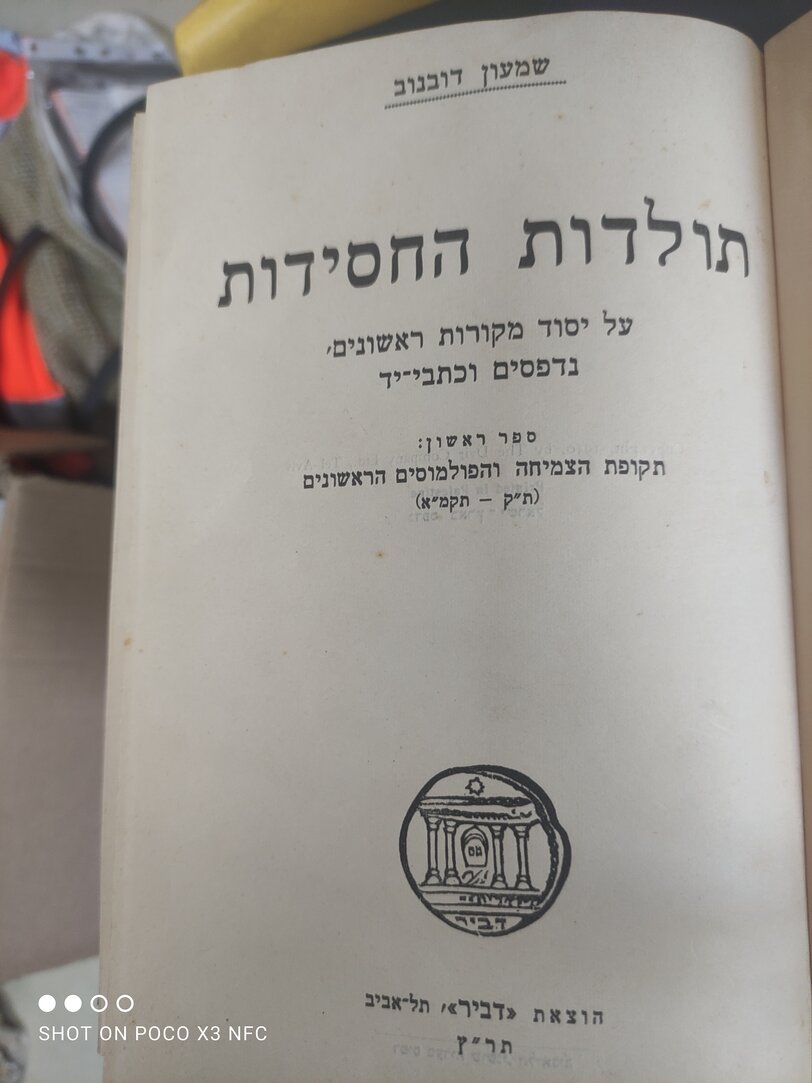 שמעון דובנוב
תולדות החסידות
על יסוד מקורות ראשונים,
נדפסים וכתבי־יד
ספר ראשון:
תקופת הצמיחה והפולמוסים הראשונים
(ת״ק — תקמ״א)
דביר
הוצאת «דביר», תל־אביב
תר״ץ
SHOT ON POCO X3 NFC